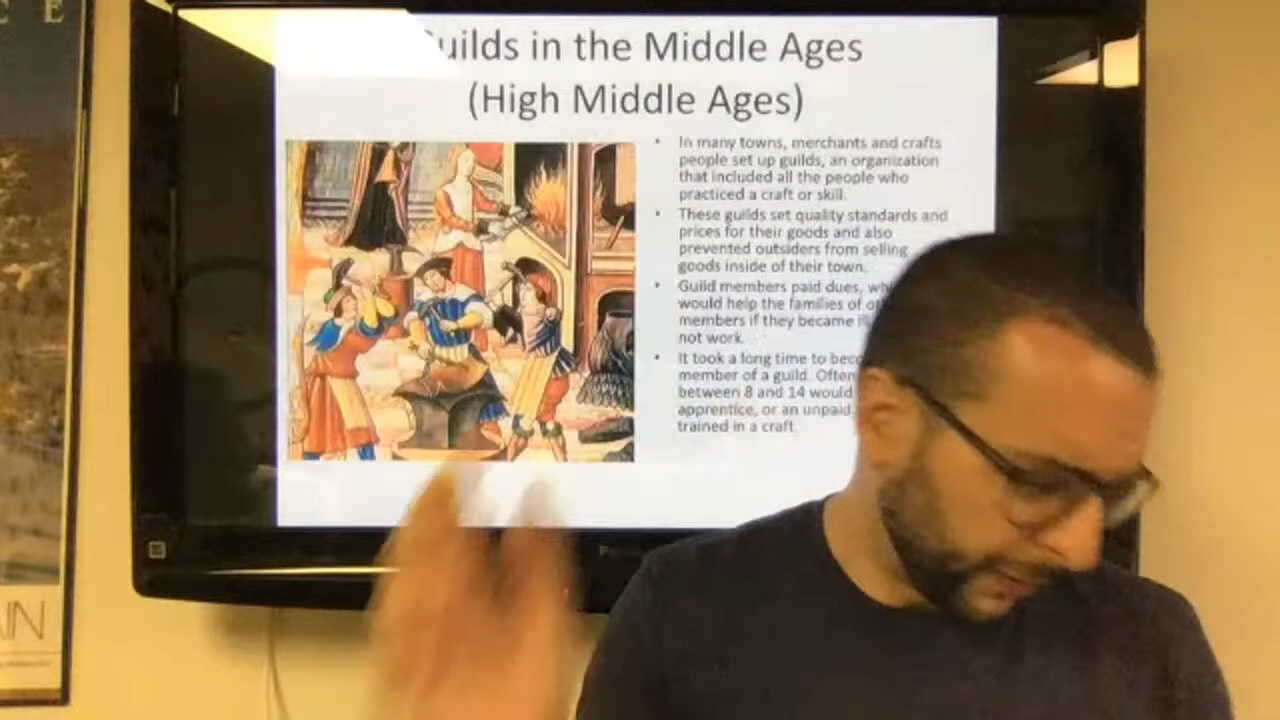 C E
uilds in the Middle Ages
(High Middle Ages)
• In many towns, merchants and crafts
people set up guilds, an organization
that included all the people who
practiced a craft or skill.
• These guilds set quality standards and
prices for their goods and also
prevented outsiders from selling
goods inside of their town.
• Guild members paid dues,
would help the families of
members if they became
not work.
• It took a long time to
member of a guild. Often
between 8 and 14 would
apprentice, or an unpaid
trained in a craft